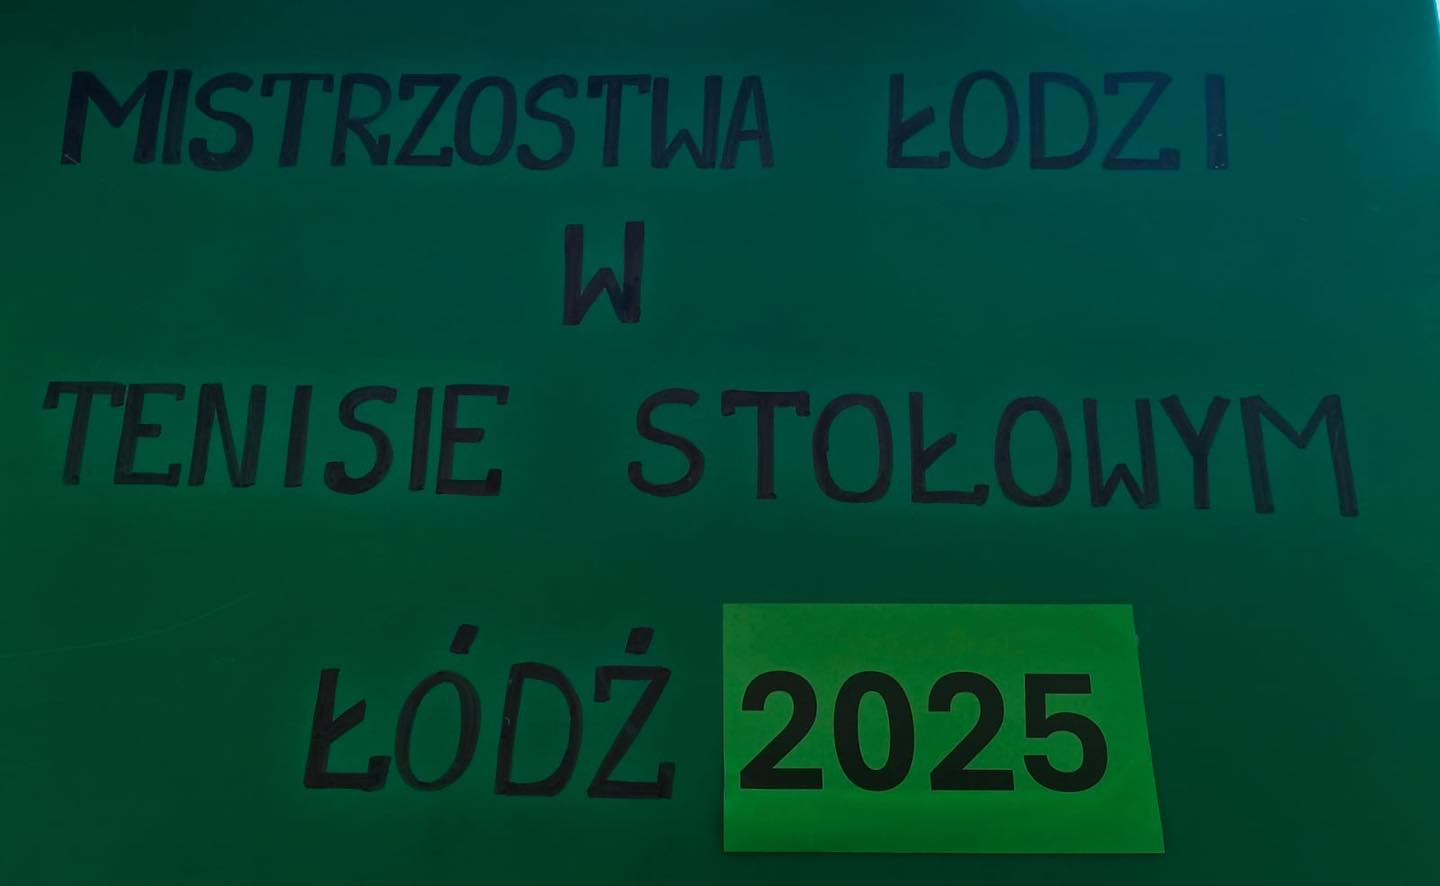 MISTRZOSTWA ŁODZI
W
TENISIE STOŁOWYM
ŁÓDŹ 2025